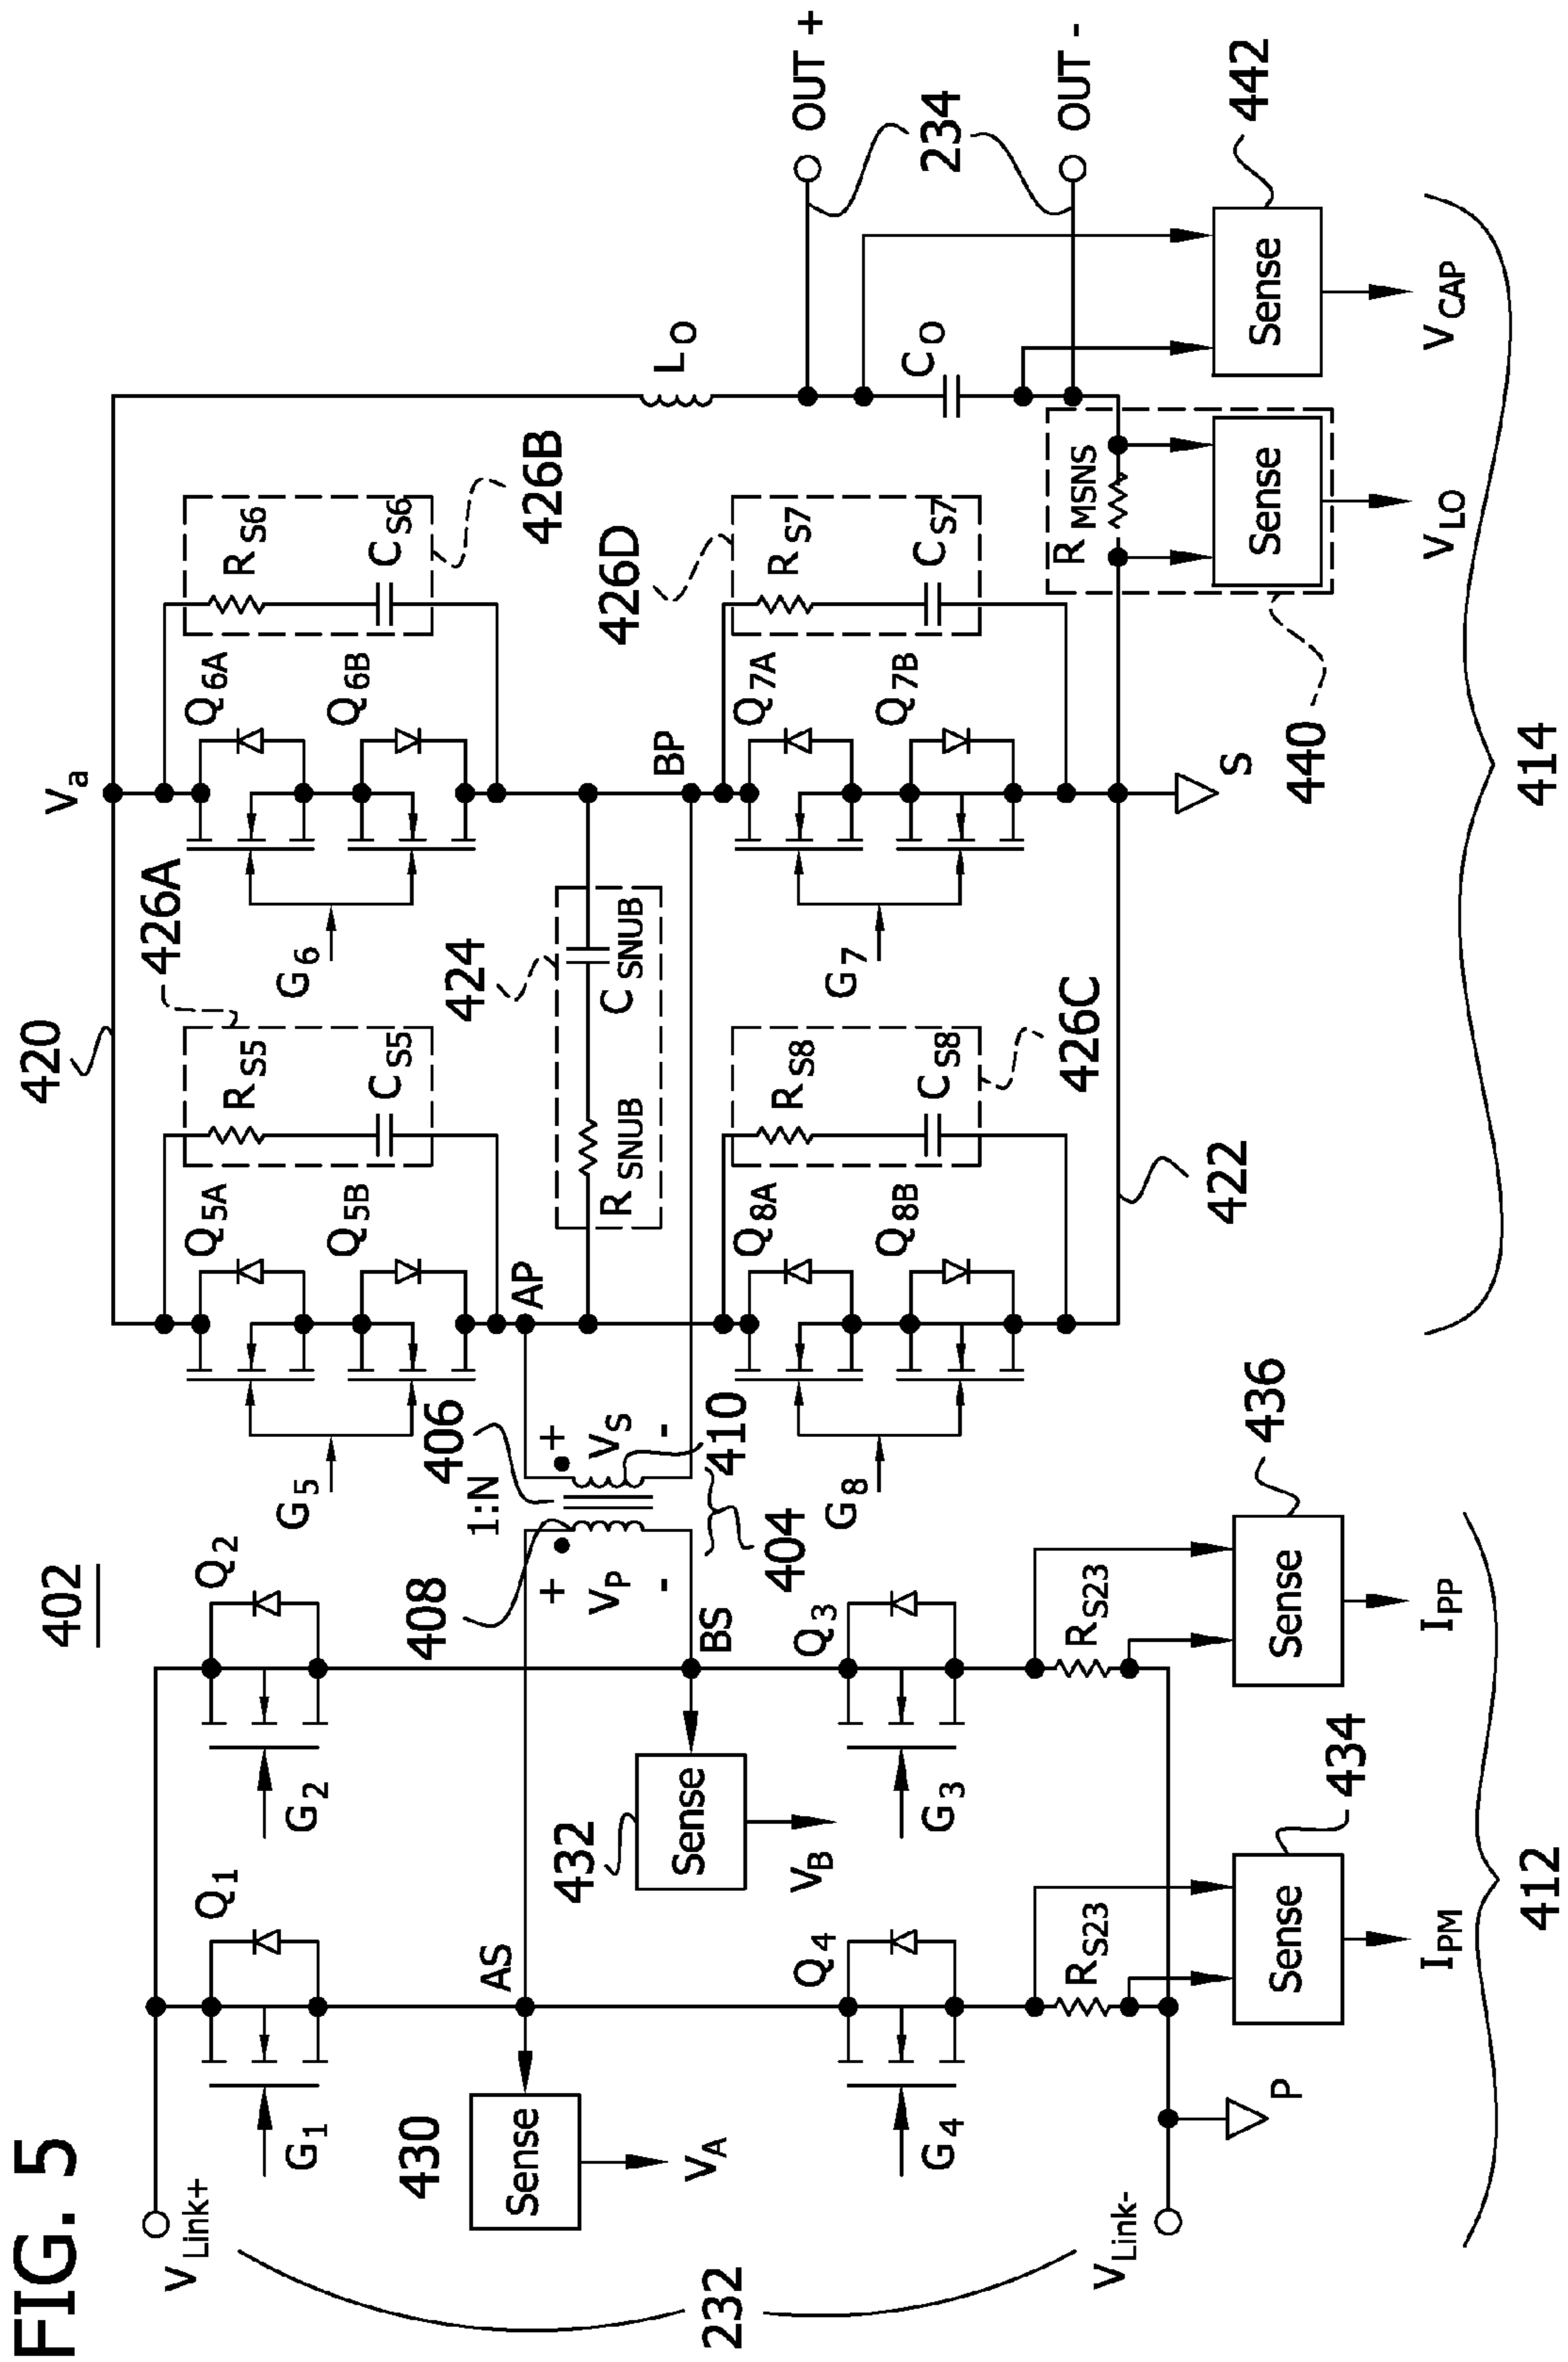 FIG. 5
402
V Link+
232
V Link-
P
G1
Q1
G2
Q2
AS
430
Sense
VA
432
Sense
VB
BS
G4
Q4
G3
Q3
RS23
RS23
434
Sense
IPM
436
Sense
IPP
412
408
1:N
406
+
VP
-
+
VS
-
410
404
420
Va
G5
Q5A
Q5B
426A
RS5
CS5
G6
Q6A
Q6B
RS6
CS6
426B
AP
424
RSNUB
CSNUB
BP
G8
Q8A
Q8B
RS8
CS8
426C
G7
Q7A
Q7B
426D
RS7
CS7
422
S
LO
CO
OUT +
234
OUT -
RMSNS
440
Sense
VLO
442
Sense
VCAP
414